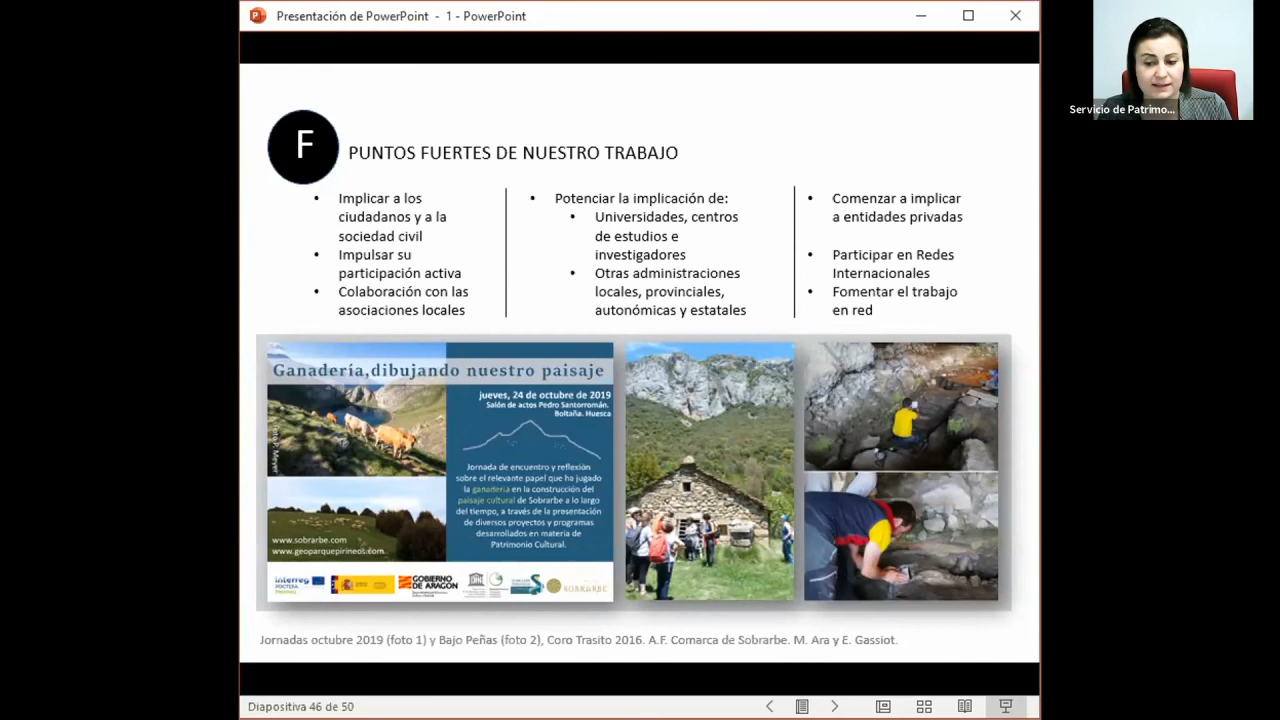 Presentación de PowerPoint - 1 - PowerPoint
Servicio de Patrimo...
F
PUNTOS FUERTES DE NUESTRO TRABAJO
• Implicar a los
ciudadanos y a la
sociedad civil
• Impulsar su
participación activa
• Colaboración con las
asociaciones locales
• Potenciar la implicación de:
• Universidades, centros
de estudios e
investigadores
• Otras administraciones
locales, provinciales,
autonómicas y estatales
• Comenzar a implicar
a entidades privadas
• Participar en Redes
Internacionales
• Fomentar el trabajo
en red
Ganadería,dibujando nuestro paisaje
jueves, 24 de octubre de 2019
Salón de actos Pedro Santorromán.
Boltaña. Huesca
Foto P. Meyer
Jornada de encuentro y reflexión
sobre el relevante papel que ha jugado
la ganadería en la construcción del
paisaje cultural de Sobrarbe a lo largo
del tiempo, a través de la presentación
de diversos proyectos y programas
desarrollados en materia de
Patrimonio Cultural.
www.sobrarbe.com
www.geoparquepirineos.com
interreg
POCTEFA
GOBIERNO
DE ARAGON
SOBRARBE
Jornadas octubre 2019 (foto 1) y Bajo Peñas (foto 2), Coro Trasito 2016. A.F. Comarca de Sobrarbe. M. Ara y E. Gassiot.
Diapositiva 46 de 50